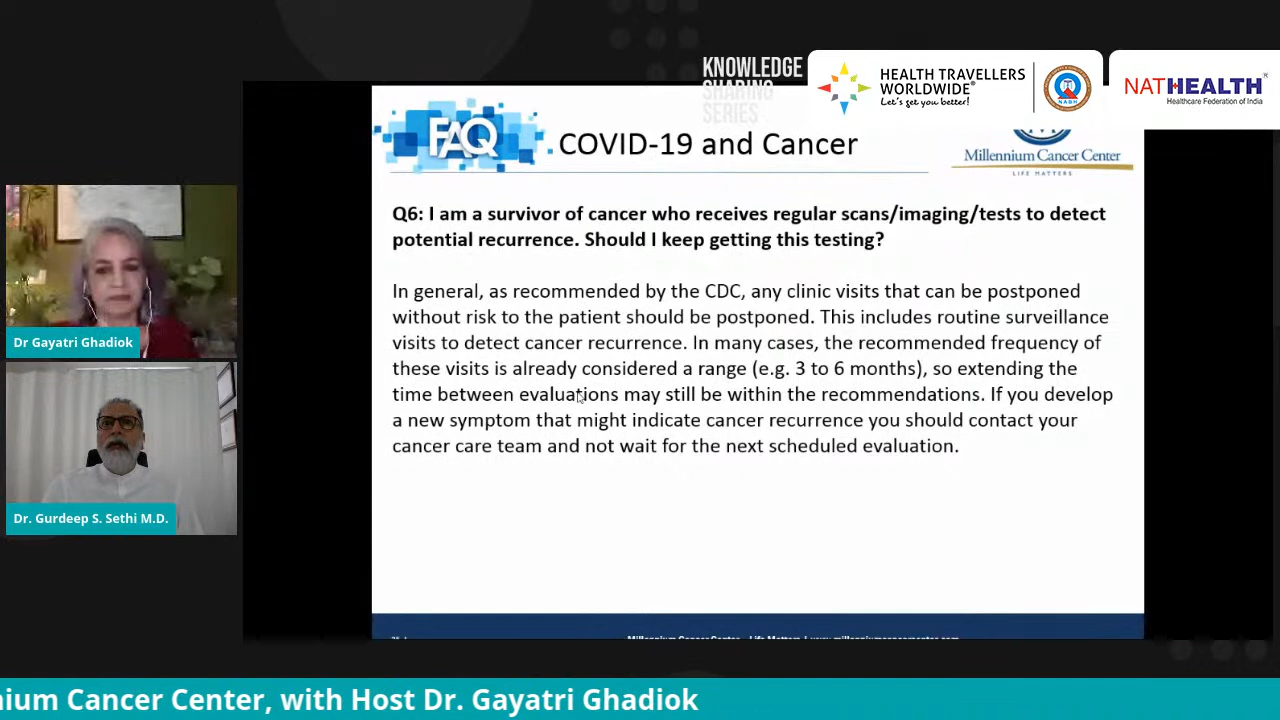 KNOWLEDGE
SHARING
SERIES
HEALTH TRAVELLERS
WORLDWIDE®
Let's get you better!
NABH
NATHEALTH®
Healthcare Federation of India
FAQ
COVID-19 and Cancer
Millennium Cancer Center
LIFE MATTERS
Q6: I am a survivor of cancer who receives regular scans/imaging/tests to detect
potential recurrence. Should I keep getting this testing?
In general, as recommended by the CDC, any clinic visits that can be postponed
without risk to the patient should be postponed. This includes routine surveillance
visits to detect cancer recurrence. In many cases, the recommended frequency of
these visits is already considered a range (e.g. 3 to 6 months), so extending the
time between evaluations may still be within the recommendations. If you develop
a new symptom that might indicate cancer recurrence you should contact your
cancer care team and not wait for the next scheduled evaluation.
Dr Gayatri Ghadiok
Dr. Gurdeep S. Sethi M.D.
nium Cancer Center, with Host Dr. Gayatri Ghadiok